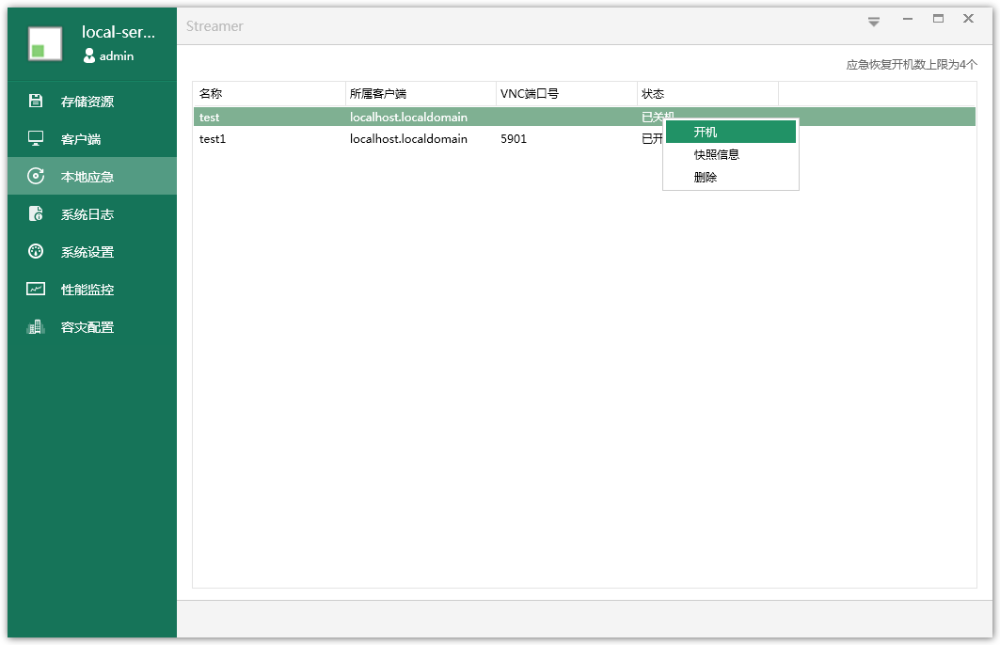 local-ser...
admin
存储资源
客户端
本地应急
系统日志
系统设置
性能监控
容灾配置
Streamer
应急恢复开机数上限为4个
名称 所属客户端 VNC端口号 状态
test localhost.localdomain 已关机
test1 localhost.localdomain 5901 已开
开机
快照信息
删除